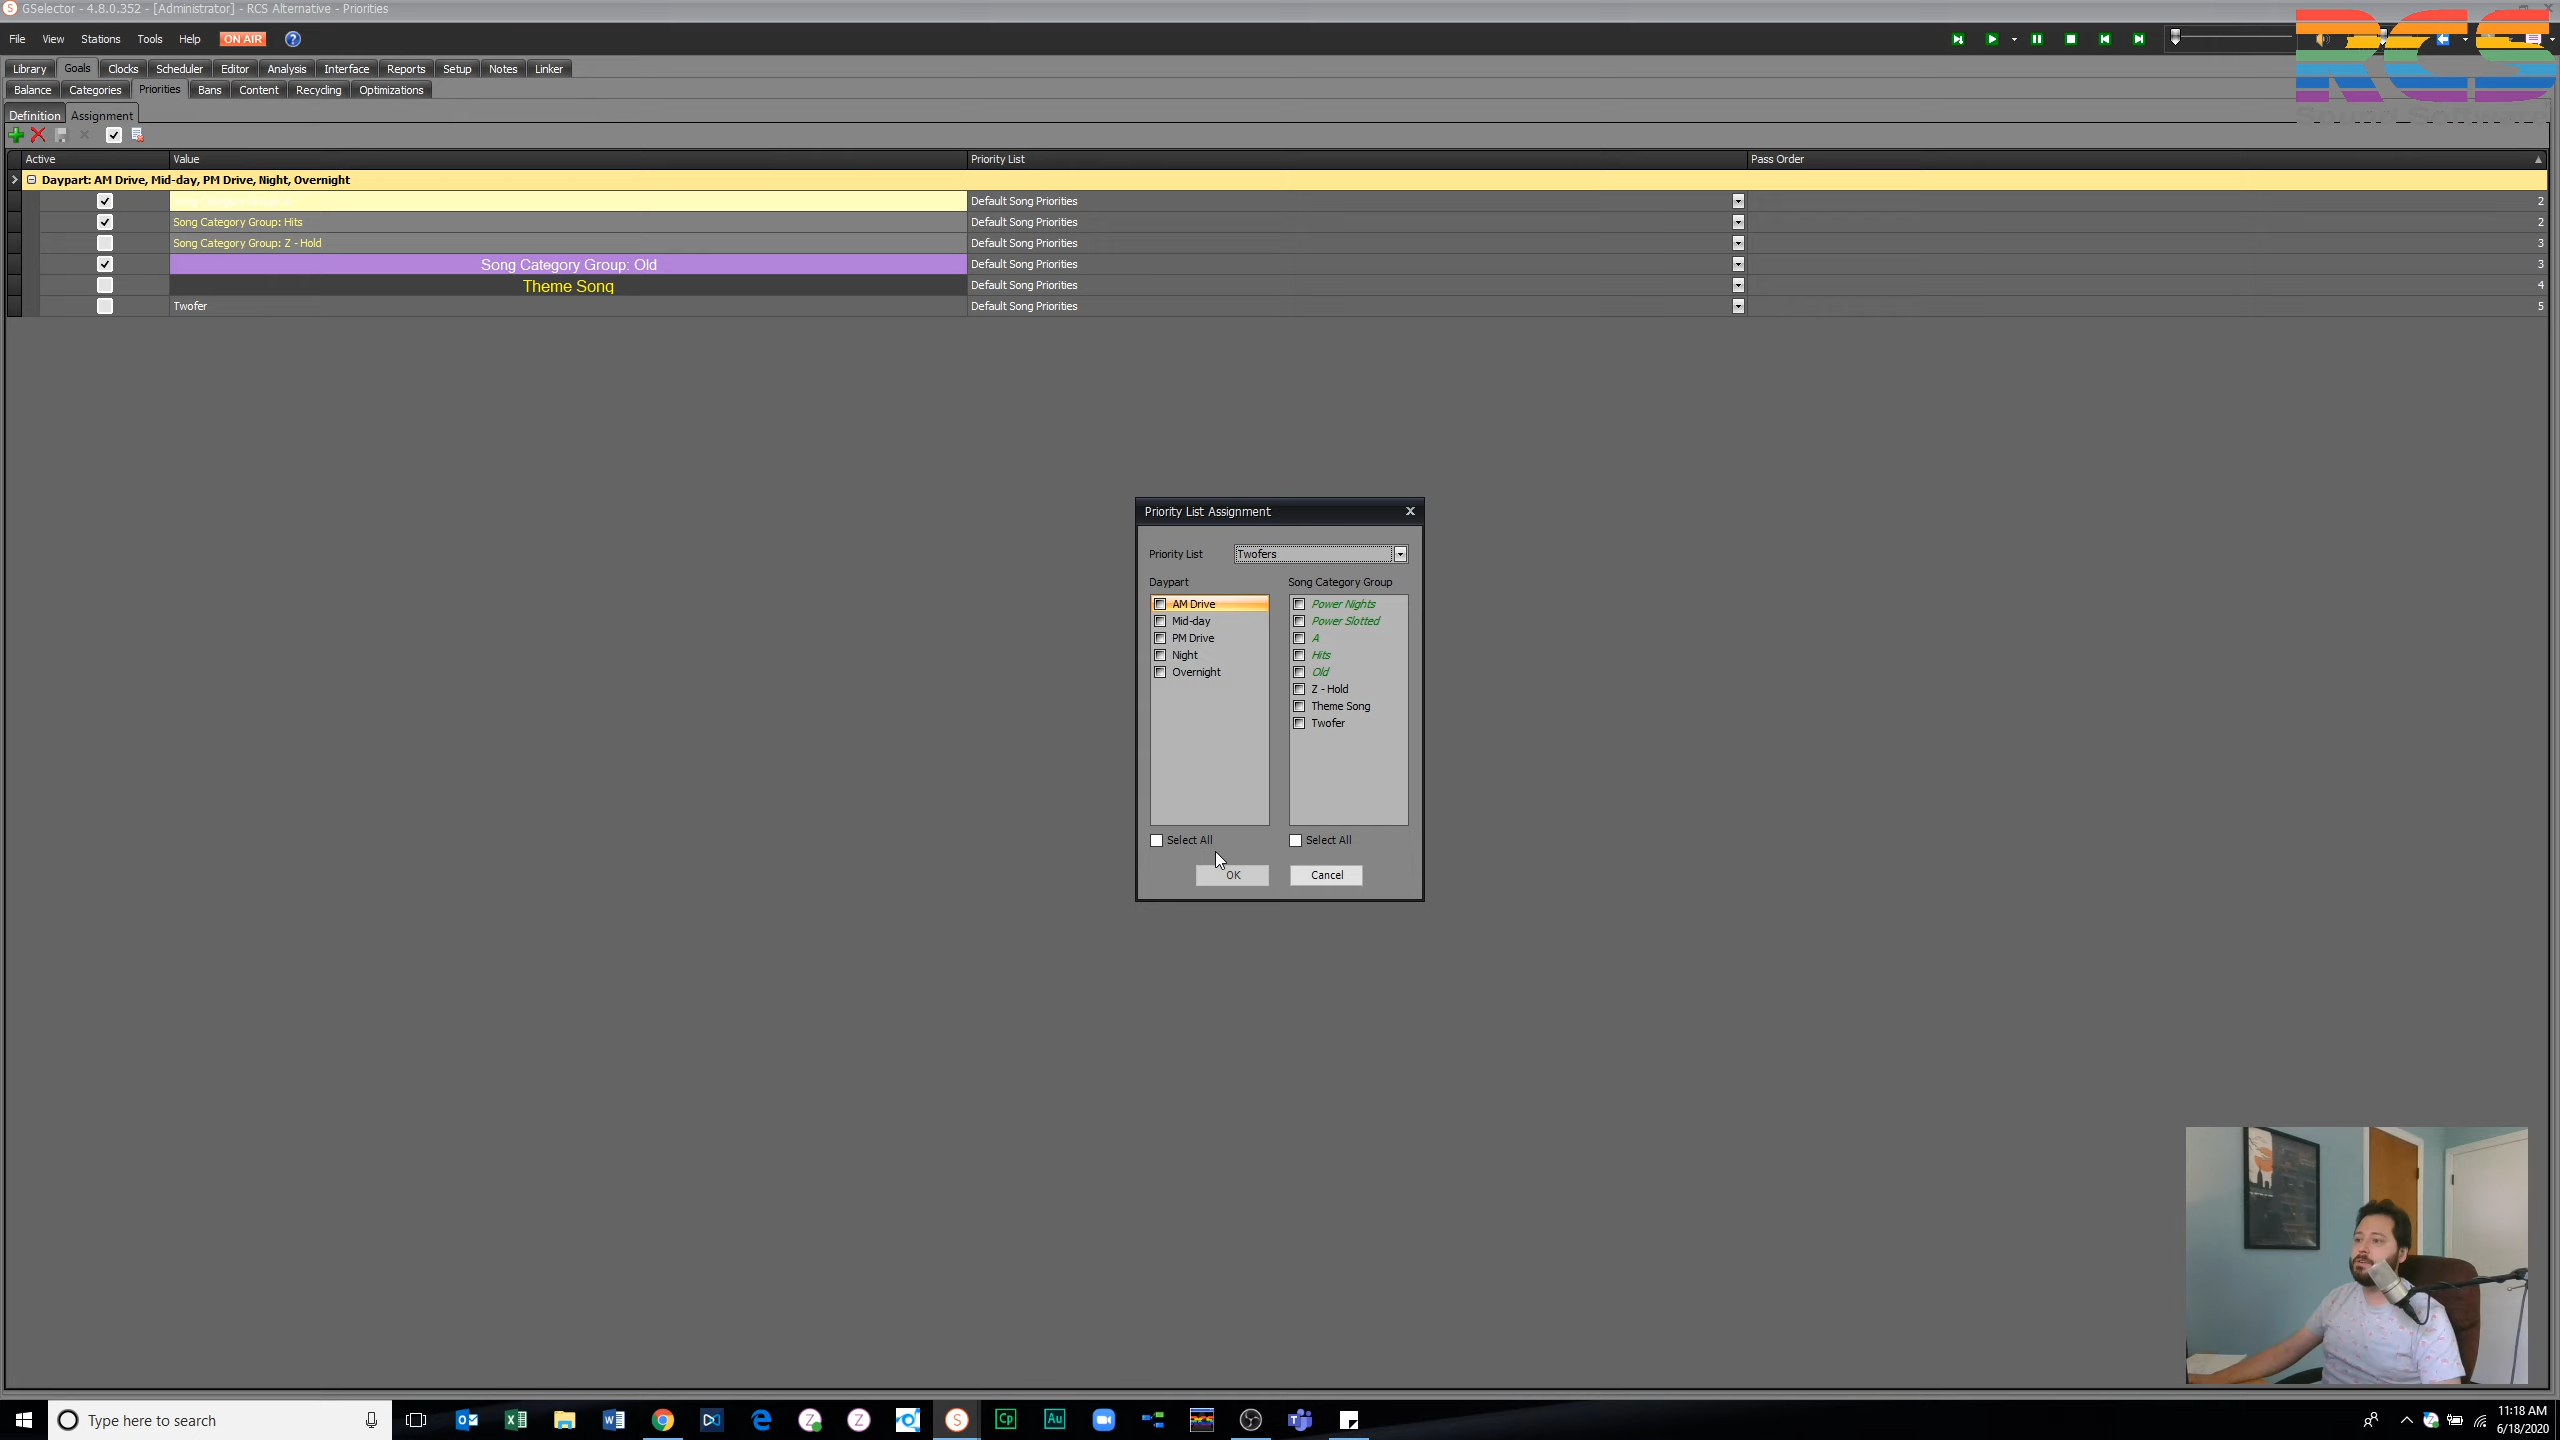 GSelector - 4.8.0.352 - [Administrator] - RCS Alternative - Priorities
File View Stations Tools Help ON AIR ?
RCS
Library Goals Clocks Scheduler Editor Analysis Interface Reports Setup Notes Linker
Balance Categories Priorities Bans Content Recycling Optimizations
Definition Assignment
Active Value Priority List Pass Order
Daypart: AM Drive, Mid-day, PM Drive, Night, Overnight
Default Song Priorities 2
Song Category Group: Hits Default Song Priorities 2
Song Category Group: Z - Hold Default Song Priorities 3
Song Category Group: Old Default Song Priorities 3
Theme Song Default Song Priorities 4
Twofer Default Song Priorities 5
Priority List Assignment X
Priority List Twofers
Daypart Song Category Group
AM Drive Power Nights
Mid-day Power Slotted
PM Drive A
Night Hits
Overnight Old
Z - Hold
Theme Song
Twofer
Select All Select All
OK Cancel
Type here to search
11:18 AM
6/18/2020